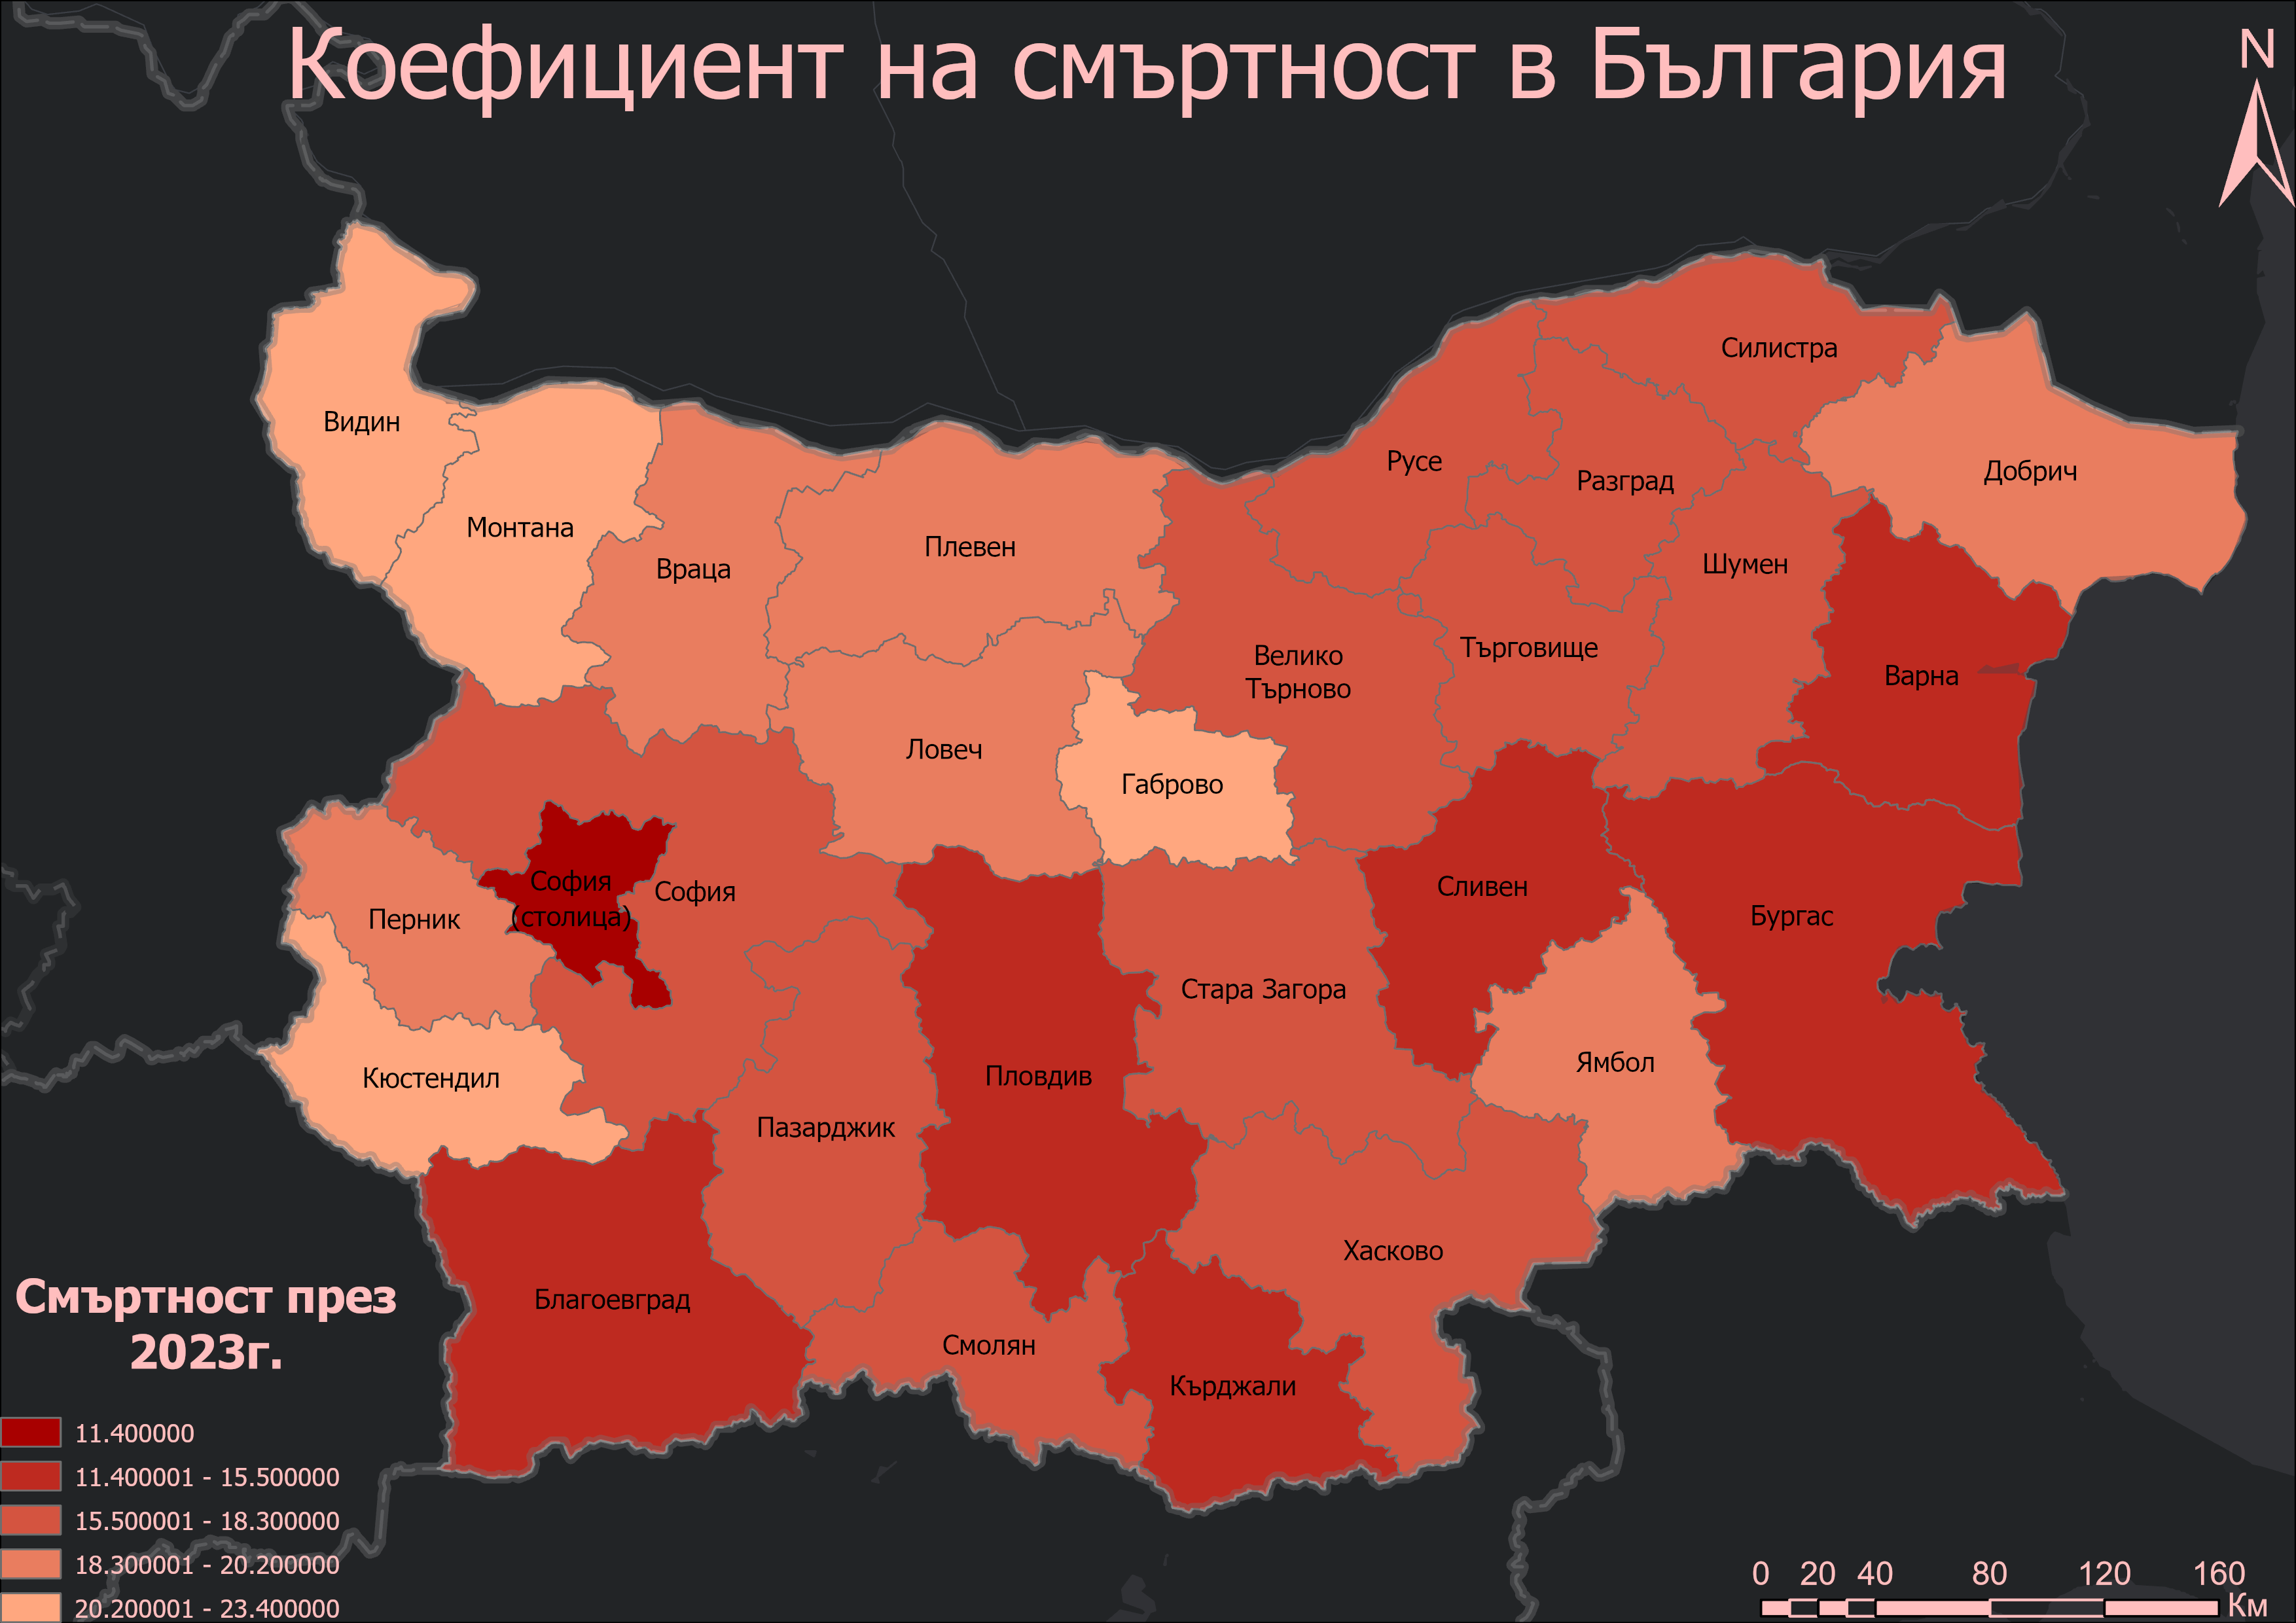 Коефициент на смъртност в България
N
Видин
Монтана
Враца
Плевен
Ловеч
Габрово
Велико
Търново
Русе
Разград
Силистра
Добрич
Шумен
Търговище
Варна
София
(столица)
София
Перник
Кюстендил
Благоевград
Пазарджик
Пловдив
Стара Загора
Сливен
Бургас
Ямбол
Хасково
Смолян
Кърджали
Смъртност през
2023г.
11.400000
11.400001 - 15.500000
15.500001 - 18.300000
18.300001 - 20.200000
20.200001 - 23.400000
0 20 40 80 120 160
Км